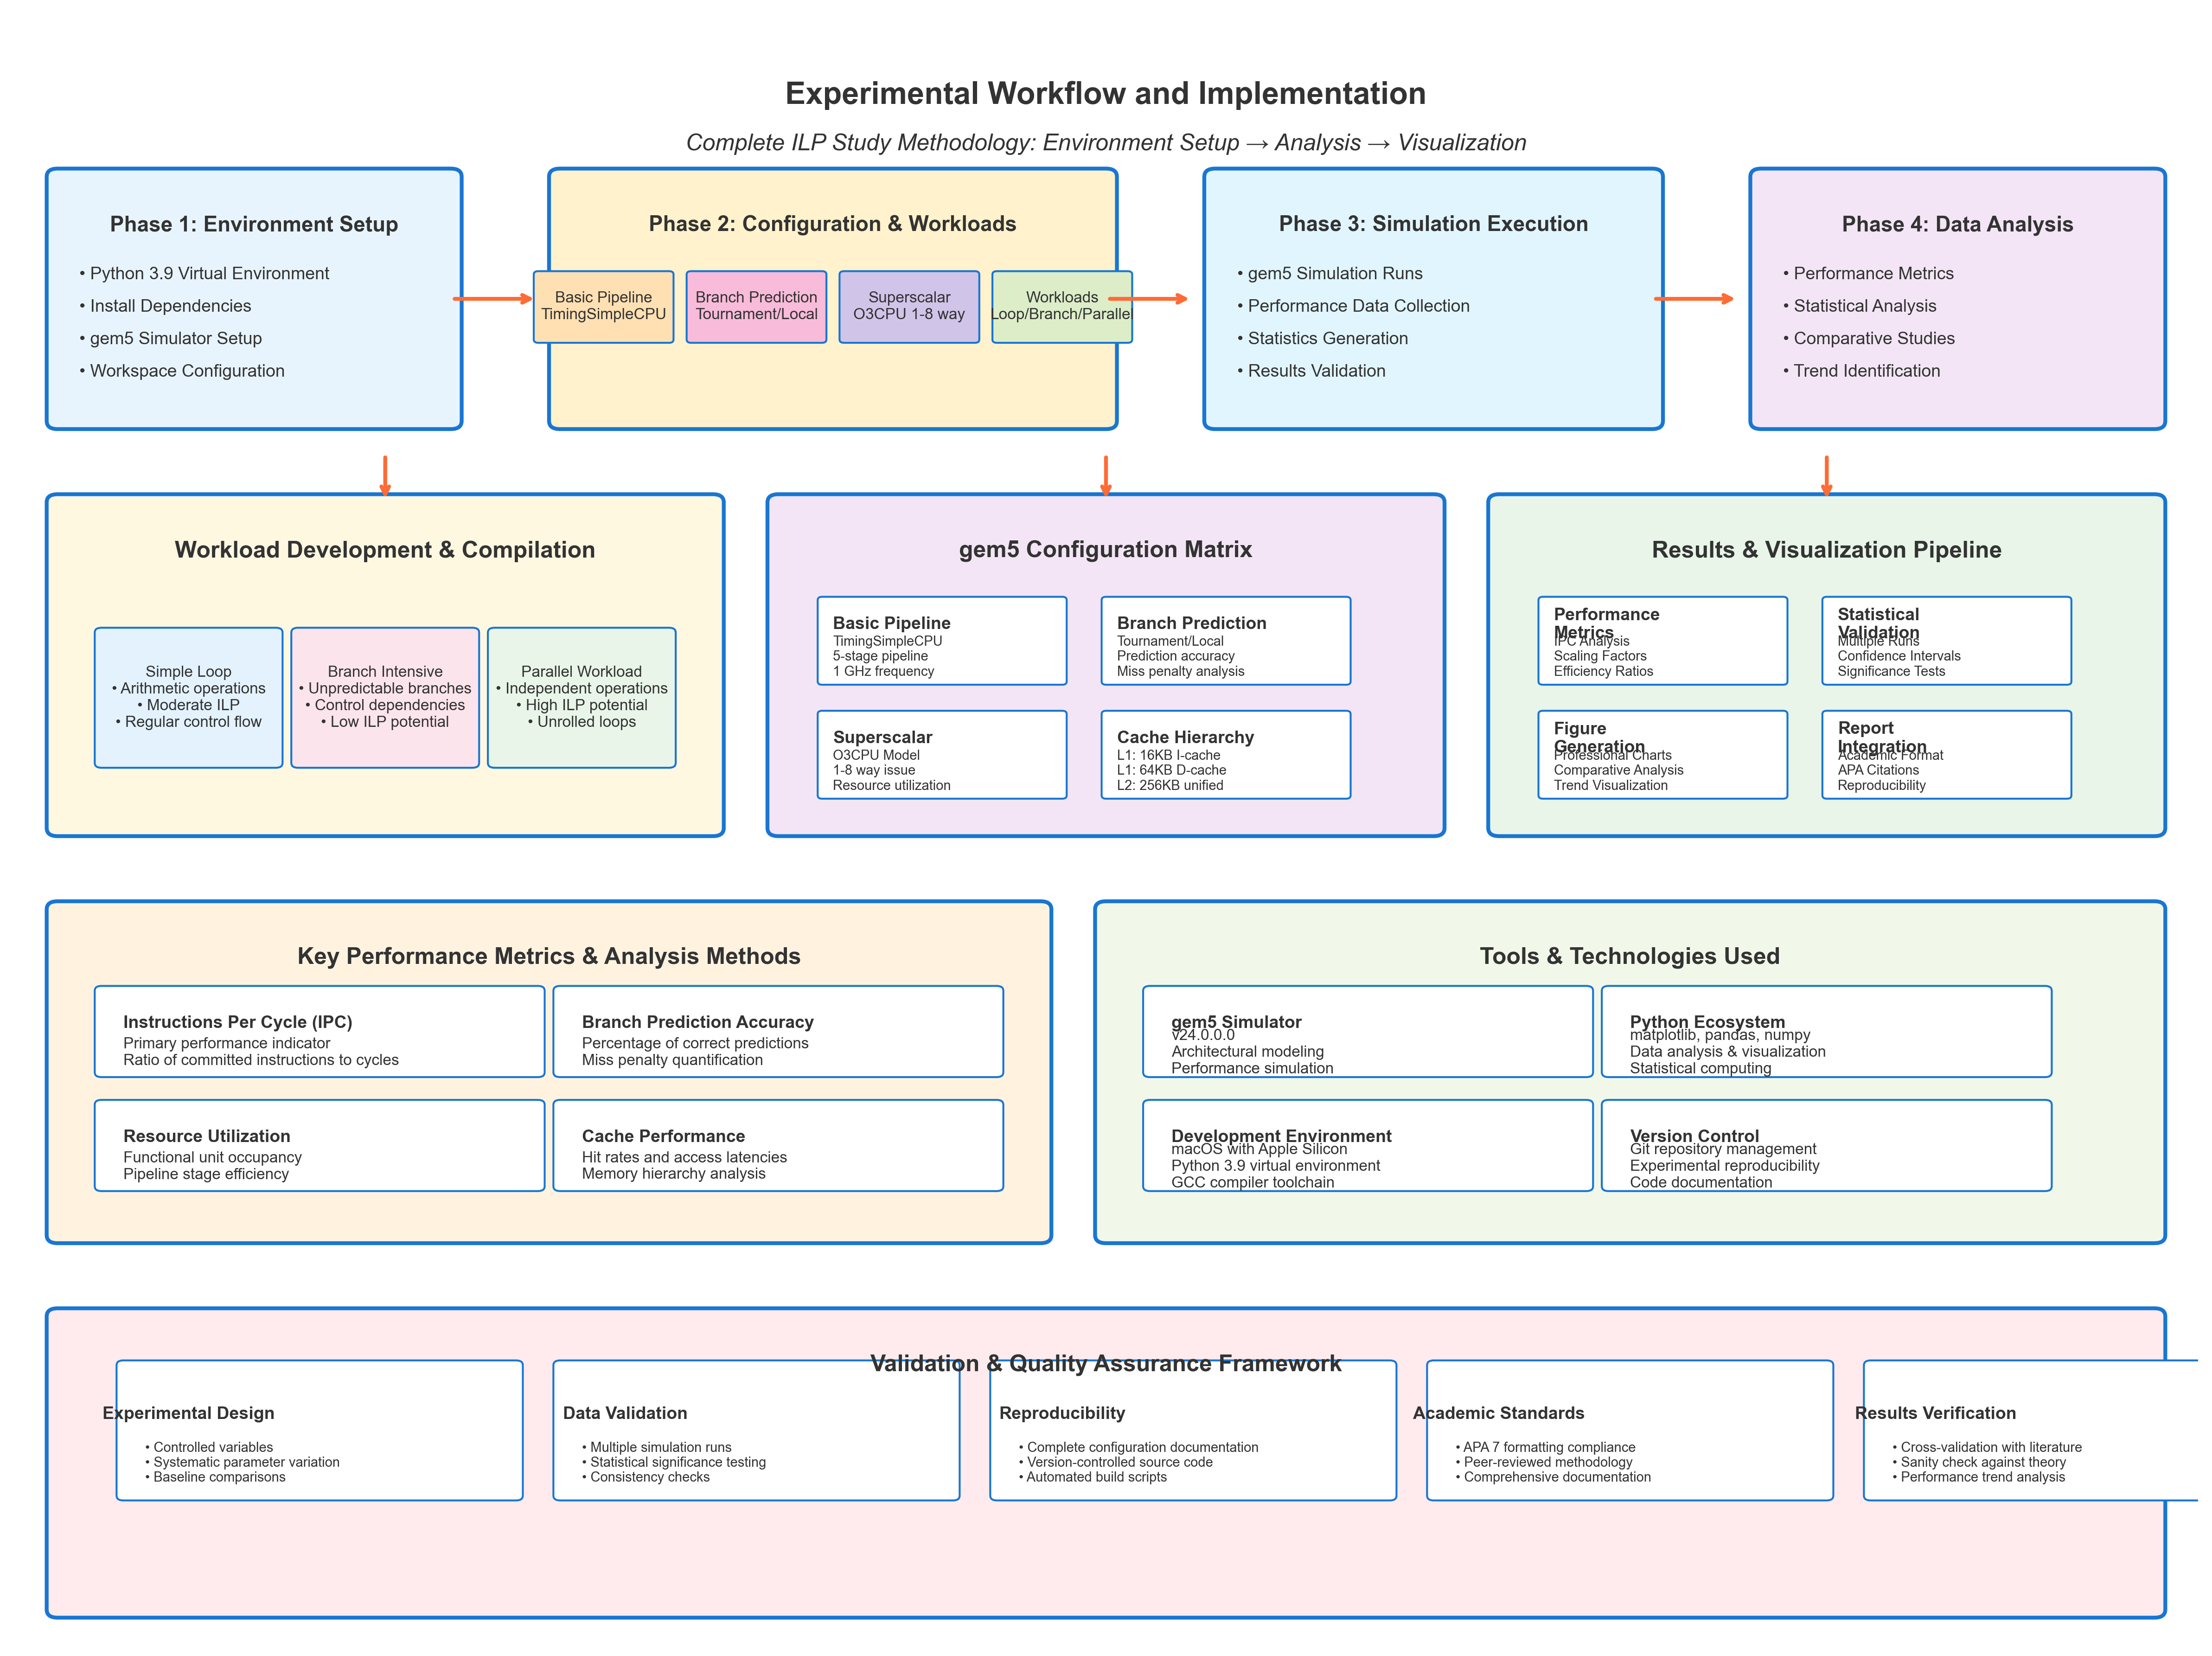 Experimental Workflow and Implementation
Complete ILP Study Methodology: Environment Setup → Analysis → Visualization
Phase 1: Environment Setup
• Python 3.9 Virtual Environment
• Install Dependencies
• gem5 Simulator Setup
• Workspace Configuration
Phase 2: Configuration & Workloads
Basic Pipeline
TimingSimpleCPU
Branch Prediction
Tournament/Local
Superscalar
O3CPU 1-8 way
Workloads
Loop/Branch/Parallel
Phase 3: Simulation Execution
• gem5 Simulation Runs
• Performance Data Collection
• Statistics Generation
• Results Validation
Phase 4: Data Analysis
• Performance Metrics
• Statistical Analysis
• Comparative Studies
• Trend Identification
Workload Development & Compilation
Simple Loop
• Arithmetic operations
• Moderate ILP
• Regular control flow
Branch Intensive
• Unpredictable branches
• Control dependencies
• Low ILP potential
Parallel Workload
• Independent operations
• High ILP potential
• Unrolled loops
gem5 Configuration Matrix
Basic Pipeline
TimingSimpleCPU
5-stage pipeline
1 GHz frequency
Branch Prediction
Tournament/Local
Prediction accuracy
Miss penalty analysis
Superscalar
O3CPU Model
1-8 way issue
Resource utilization
Cache Hierarchy
L1: 16KB I-cache
L1: 64KB D-cache
L2: 256KB unified
Results & Visualization Pipeline
Performance
Metrics
IPC Analysis
Scaling Factors
Efficiency Ratios
Statistical
Validation
Multiple Runs
Confidence Intervals
Significance Tests
Figure
Generation
Professional Charts
Comparative Analysis
Trend Visualization
Report
Integration
Academic Format
APA Citations
Reproducibility
Key Performance Metrics & Analysis Methods
Instructions Per Cycle (IPC)
Primary performance indicator
Ratio of committed instructions to cycles
Branch Prediction Accuracy
Percentage of correct predictions
Miss penalty quantification
Resource Utilization
Functional unit occupancy
Pipeline stage efficiency
Cache Performance
Hit rates and access latencies
Memory hierarchy analysis
Tools & Technologies Used
gem5 Simulator
v24.0.0.0
Architectural modeling
Performance simulation
Python Ecosystem
matplotlib, pandas, numpy
Data analysis & visualization
Statistical computing
Development Environment
macOS with Apple Silicon
Python 3.9 virtual environment
GCC compiler toolchain
Version Control
Git repository management
Experimental reproducibility
Code documentation
Validation & Quality Assurance Framework
Experimental Design
• Controlled variables
• Systematic parameter variation
• Baseline comparisons
Data Validation
• Multiple simulation runs
• Statistical significance testing
• Consistency checks
Reproducibility
• Complete configuration documentation
• Version-controlled source code
• Automated build scripts
Academic Standards
• APA 7 formatting compliance
• Peer-reviewed methodology
• Comprehensive documentation
Results Verification
• Cross-validation with literature
• Sanity check against theory
• Performance trend analysis